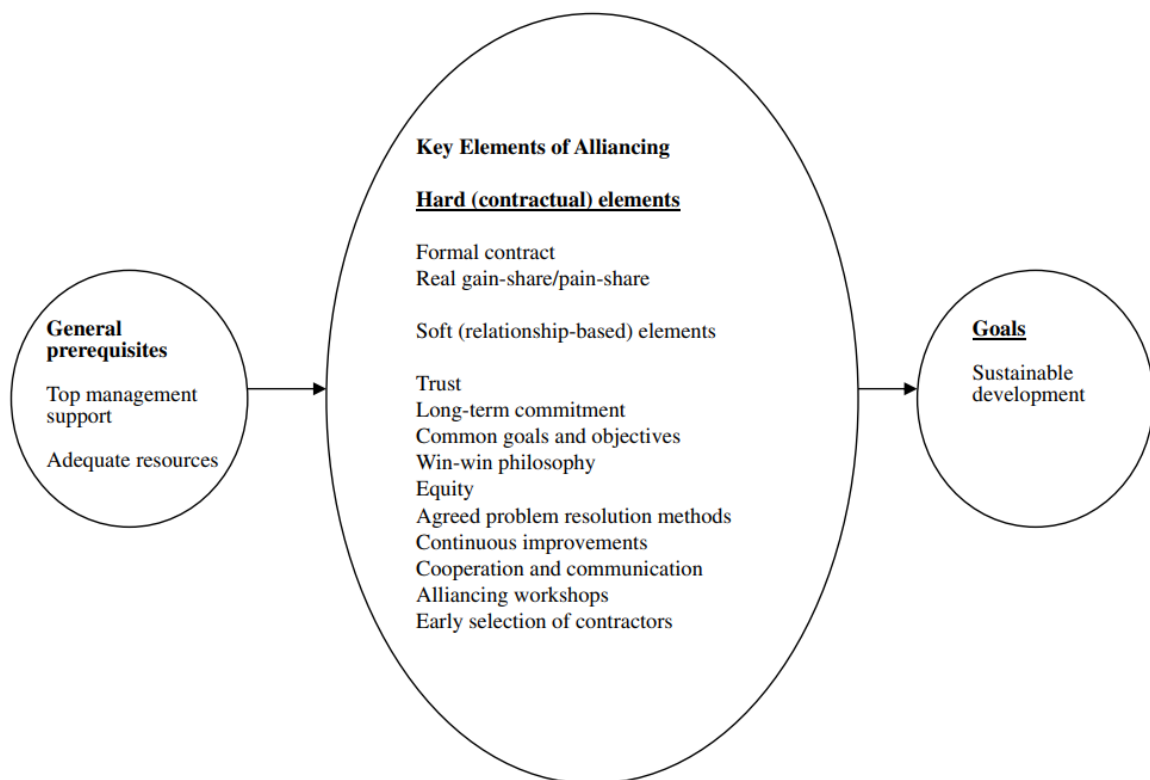 General
prerequisites
Top management
support
Adequate resources
Key Elements of Alliancing
Hard (contractual) elements
Formal contract
Real gain-share/pain-share
Soft (relationship-based) elements
Trust
Long-term commitment
Common goals and objectives
Win-win philosophy
Equity
Agreed problem resolution methods
Continuous improvements
Cooperation and communication
Alliancing workshops
Early selection of contractors
Goals
Sustainable
development